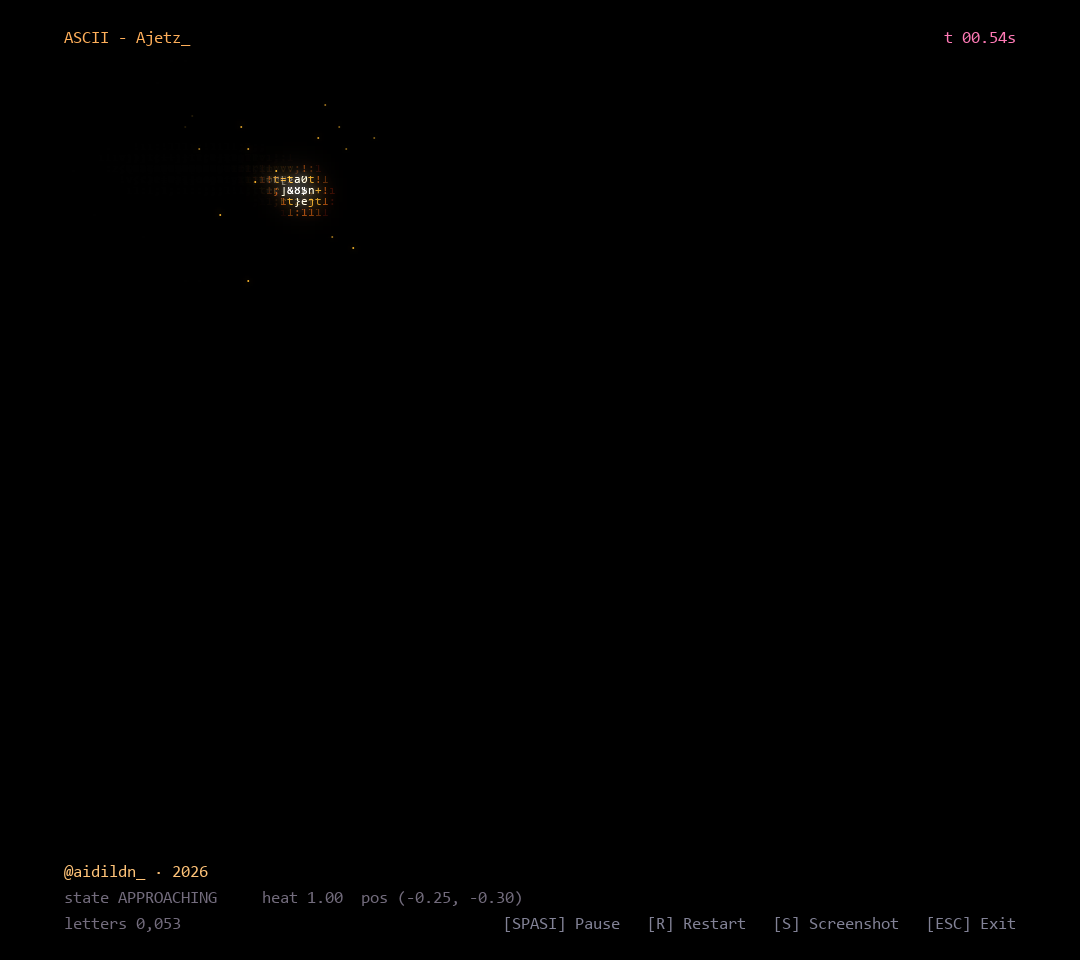 ASCII - Ajetz_
t 00.54s
@aidildn_ · 2026
state APPROACHING     heat 1.00  pos (-0.25, -0.30)
letters 0,053
[SPASI] Pause   [R] Restart   [S] Screenshot   [ESC] Exit